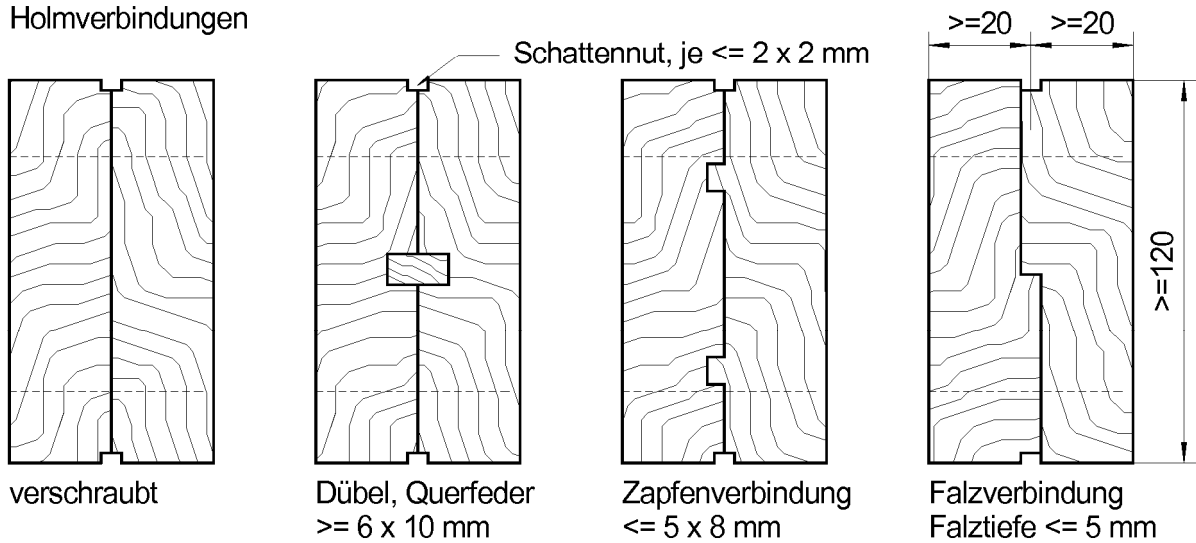 Holmverbindungen
>=20
>=20
Schattennut, je <= 2 x 2 mm
>=120
verschraubt
Dübel, Querfeder
>= 6 x 10 mm
Zapfenverbindung
<= 5 x 8 mm
Falzverbindung
Falztiefe <= 5 mm